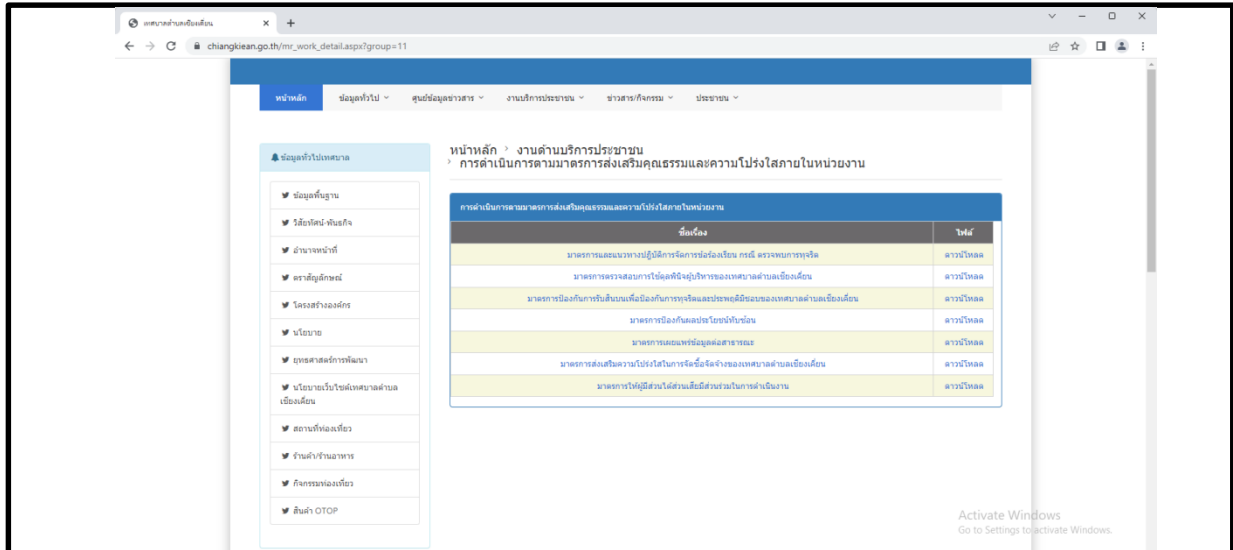 เทศบาลตำบลเชียงเคี่ยน
chiangkiean.go.th/mr_work_detail.aspx?group=11
หน้าหลัก ข้อมูลทั่วไป ศูนย์ข้อมูลข่าวสาร งานบริการประชาชน ข่าวสาร/กิจกรรม ประชาชน
ข้อมูลทั่วไปเทศบาล
ข้อมูลพื้นฐาน
วิสัยทัศน์-พันธกิจ
อำนาจหน้าที่
ตราสัญลักษณ์
โครงสร้างองค์กร
นโยบาย
ยุทธศาสตร์การพัฒนา
นโยบายเว็บไซต์เทศบาลตำบล
เชียงเคี่ยน
สถานที่ท่องเที่ยว
ร้านค้า/ร้านอาหาร
กิจกรรมท่องเที่ยว
สินค้า OTOP
หน้าหลัก > งานด้านบริการประชาชน
> การดำเนินการตามมาตรการส่งเสริมคุณธรรมและความโปร่งใสภายในหน่วยงาน
การดำเนินการตามมาตรการส่งเสริมคุณธรรมและความโปร่งใสภายในหน่วยงาน
ชื่อเรื่อง ไฟล์
มาตรการและแนวทางปฏิบัติการจัดการข้อร้องเรียน กรณี ตรวจพบการทุจริต ดาวน์โหลด
มาตรการตรวจสอบการใช้ดุลพินิจผู้บริหารของเทศบาลตำบลเชียงเคี่ยน ดาวน์โหลด
มาตรการป้องกันการรับสินบนเพื่อป้องกันการทุจริตและประพฤติมิชอบของเทศบาลตำบลเชียงเคี่ยน ดาวน์โหลด
มาตรการป้องกันผลประโยชน์ทับซ้อน ดาวน์โหลด
มาตรการเผยแพร่ข้อมูลต่อสาธารณะ ดาวน์โหลด
มาตรการส่งเสริมความโปร่งใสในการจัดซื้อจัดจ้างของเทศบาลตำบลเชียงเคี่ยน ดาวน์โหลด
มาตรการให้ผู้มีส่วนได้ส่วนเสียมีส่วนร่วมในการดำเนินงาน ดาวน์โหลด
Activate Windows
Go to Settings to activate Windows.